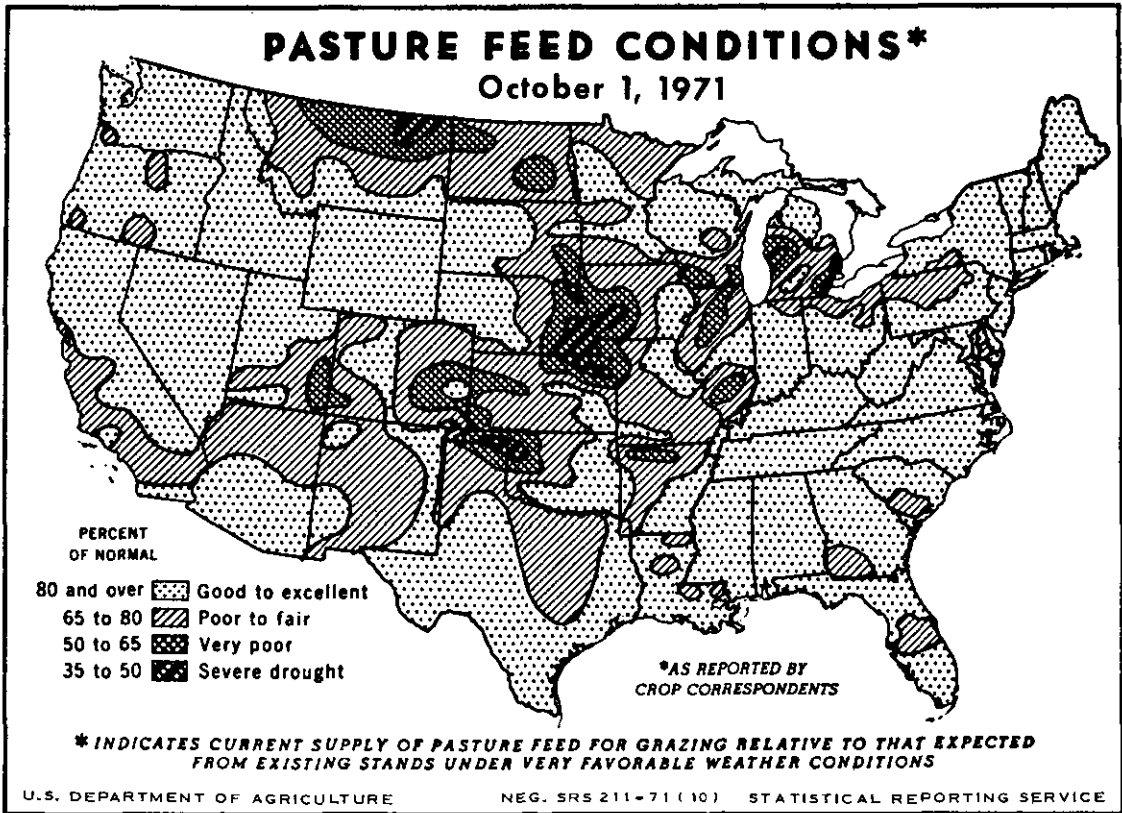 PASTURE FEED CONDITIONS*
October 1, 1971
PERCENT
OF NORMAL
80 and over Good to excellent
65 to 80 Poor to fair
50 to 65 Very poor
35 to 50 Severe drought
*AS REPORTED BY
CROP CORRESPONDENTS
* INDICATES CURRENT SUPPLY OF PASTURE FEED FOR GRAZING RELATIVE TO THAT EXPECTED
FROM EXISTING STANDS UNDER VERY FAVORABLE WEATHER CONDITIONS
U.S. DEPARTMENT OF AGRICULTURE NEG. SRS 211-71 (10) STATISTICAL REPORTING SERVICE